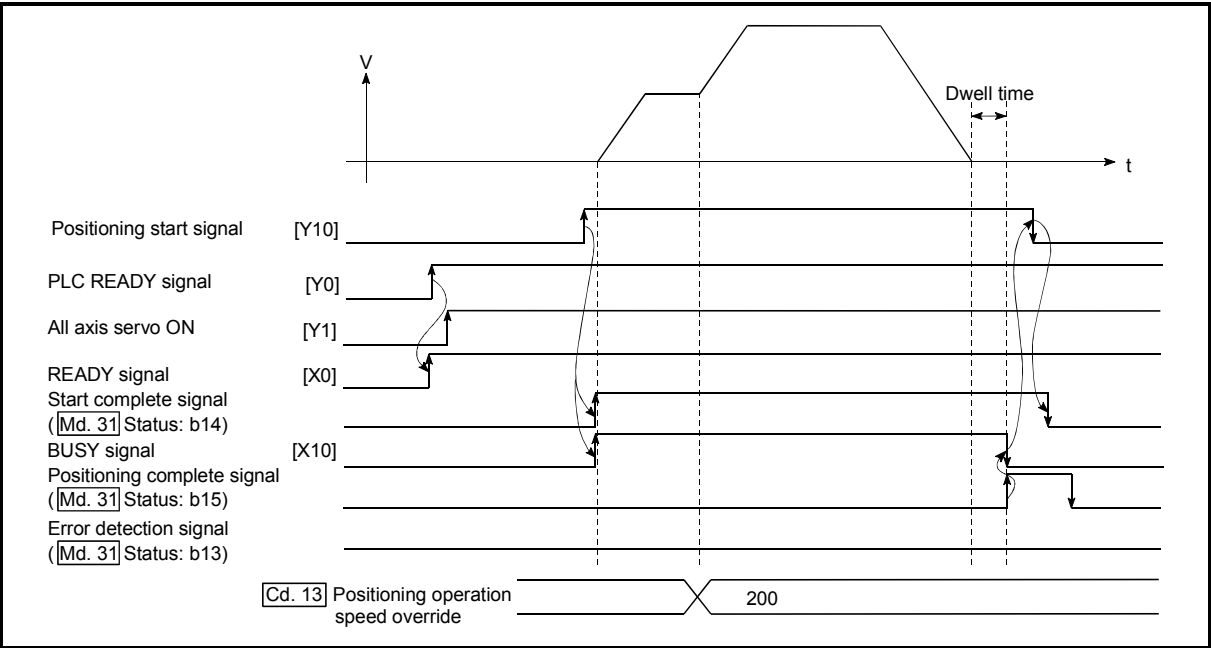 V
Dwell time
t
Positioning start signal [Y10]
PLC READY signal [Y0]
All axis servo ON [Y1]
READY signal [X0]
Start complete signal
( Md. 31 Status: b14)
BUSY signal [X10]
Positioning complete signal
( Md. 31 Status: b15)
Error detection signal
( Md. 31 Status: b13)
Cd. 13 Positioning operation 200
speed override